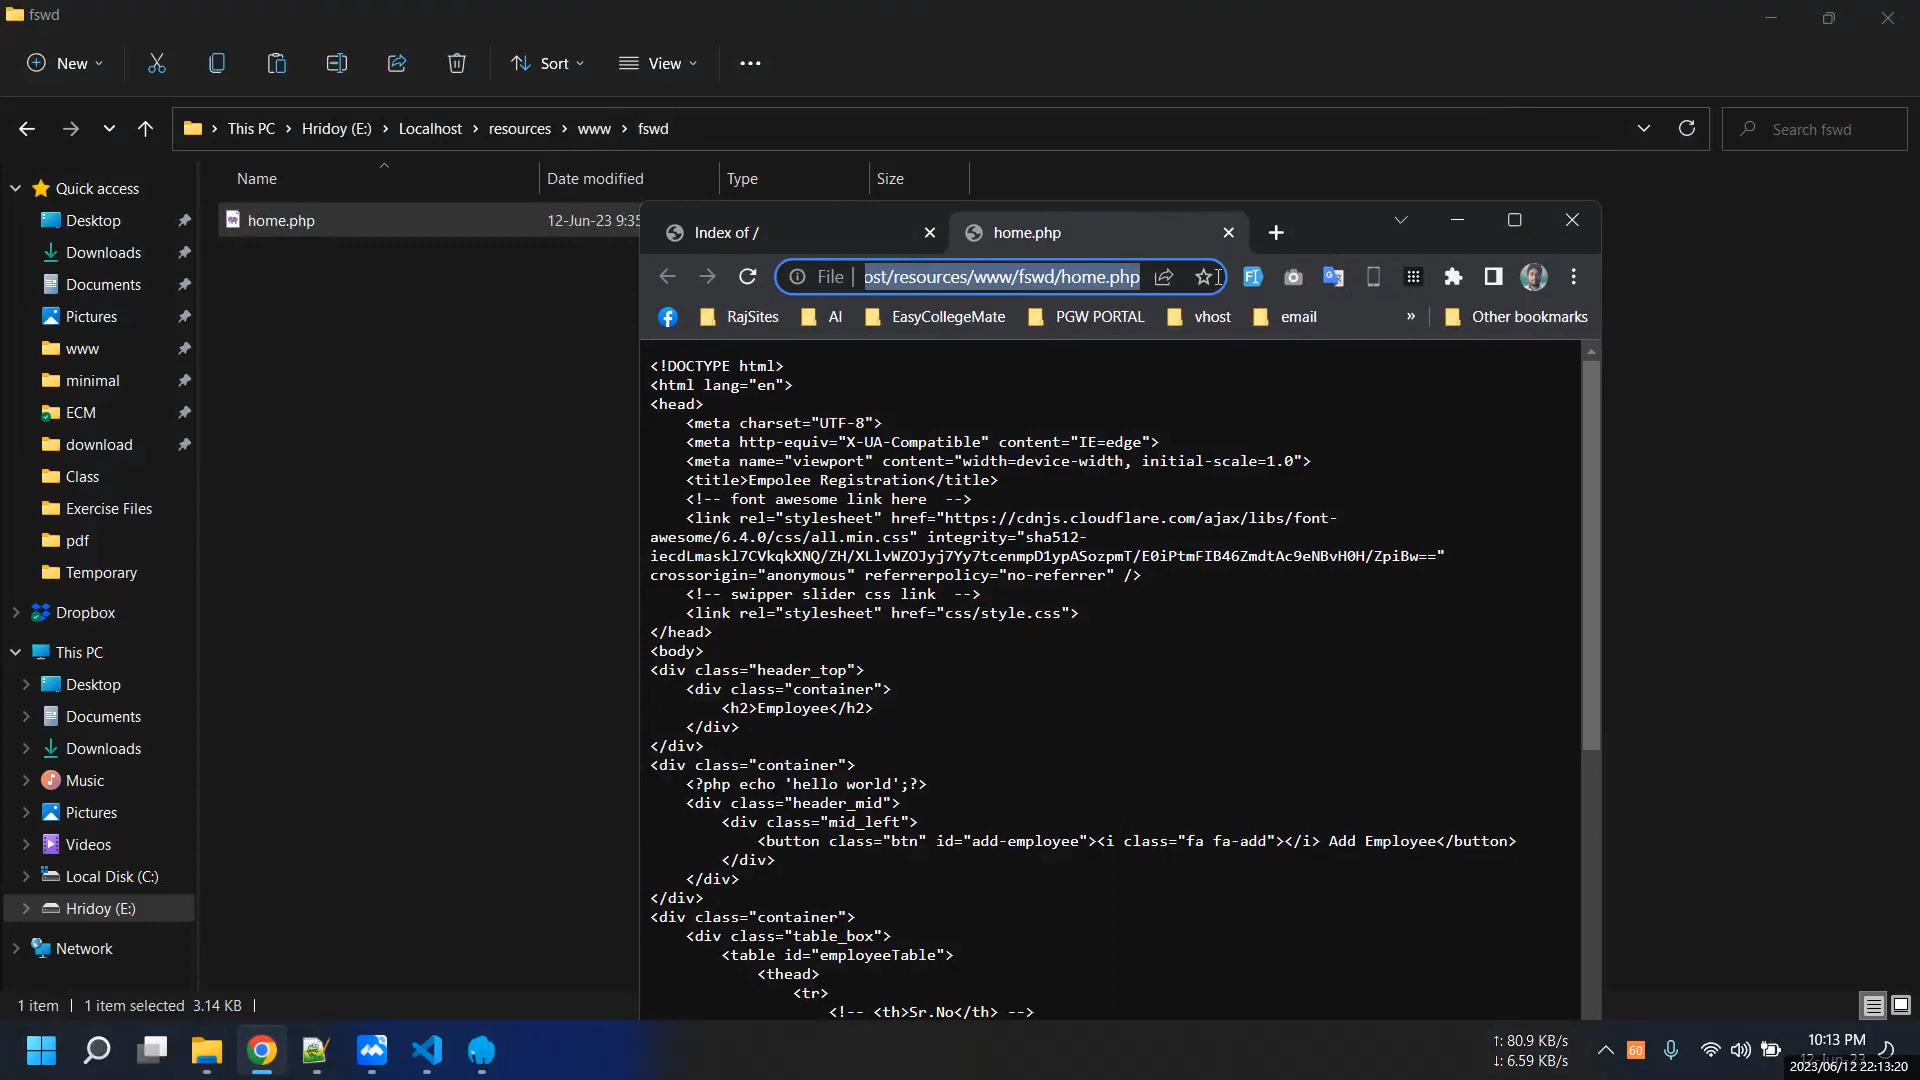 fswd
New
Sort
View
This PC > Hridoy (E:) > Localhost > resources > www > fswd
Search fswd
Name
Date modified
Type
Size
home.php
12-Jun-23 9:35
Quick access
Desktop
Downloads
Documents
Pictures
www
minimal
ECM
download
Class
Exercise Files
pdf
Temporary
Dropbox
This PC
Desktop
Documents
Downloads
Music
Pictures
Videos
Local Disk (C:)
Hridoy (E:)
Network
1 item | 1 item selected 3.14 KB |
Index of /
home.php
File | ost/resources/www/fswd/home.php
RajSites
AI
EasyCollegeMate
PGW PORTAL
vhost
email
»
Other bookmarks
<!DOCTYPE html>
<html lang="en">
<head>
<meta charset="UTF-8">
<meta http-equiv="X-UA-Compatible" content="IE=edge">
<meta name="viewport" content="width=device-width, initial-scale=1.0">
<title>Empolee Registration</title>
<!-- font awesome link here -->
<link rel="stylesheet" href="https://cdnjs.cloudflare.com/ajax/libs/font-
awesome/6.4.0/css/all.min.css" integrity="sha512-
iecdLmaskl7CVkqkXNQ/ZH/XLlvWZOJyj7Yy7tcenmpD1ypASozpmT/E0iPtmFIB46ZmdtAc9eNBvH0H/ZpiBw=="
crossorigin="anonymous" referrerpolicy="no-referrer" />
<!-- swipper slider css link -->
<link rel="stylesheet" href="css/style.css">
</head>
<body>
<div class="header_top">
<div class="container">
<h2>Employee</h2>
</div>
</div>
<div class="container">
<?php echo 'hello world';?>
<div class="header_mid">
<div class="mid_left">
<button class="btn" id="add-employee"><i class="fa fa-add"></i> Add Employee</button>
</div>
</div>
</div>
<div class="container">
<div class="table_box">
<table id="employeeTable">
<thead>
<tr>
<!-- <th>Sr.No</th> -->
↑: 80.9 KB/s
↓: 6.59 KB/s
60
10:13 PM
2023/06/12 22:13:20